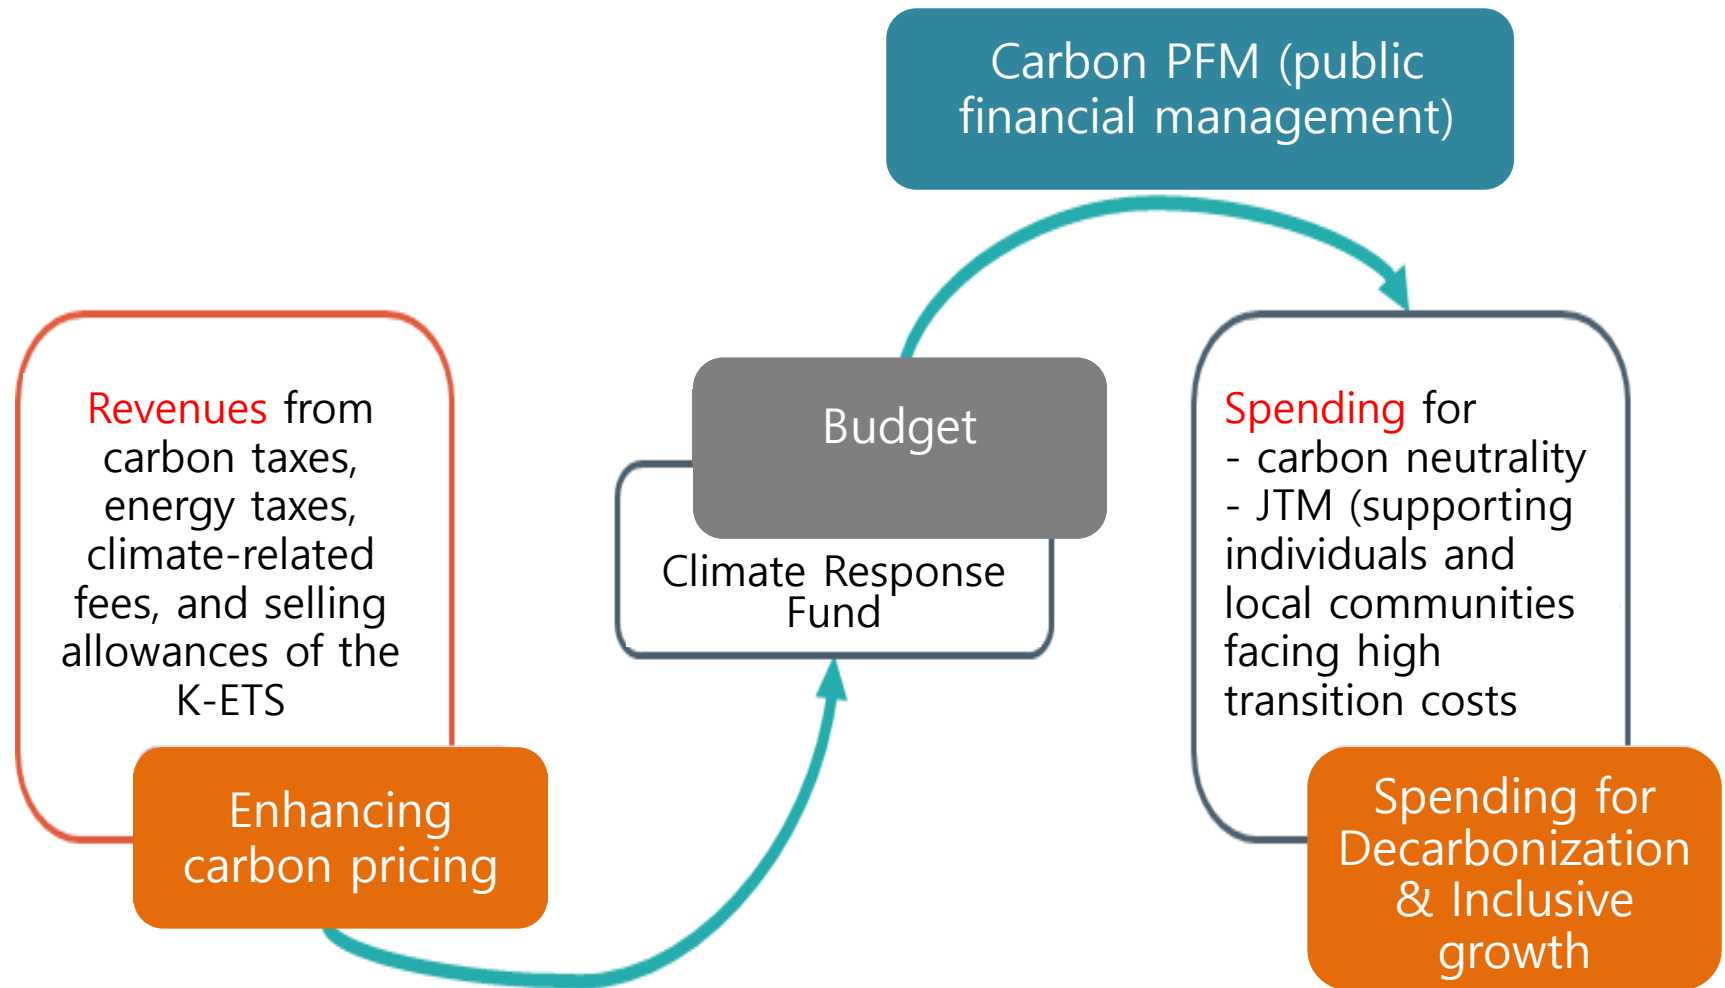 Carbon PFM (public
financial management)
Revenues from
carbon taxes,
energy taxes,
climate-related
fees, and selling
allowances of the
K-ETS
Enhancing
carbon pricing
Budget
Climate Response
Fund
Spending for
- carbon neutrality
- JTM (supporting
individuals and
local communities
facing high
transition costs
Spending for
Decarbonization
& Inclusive
growth